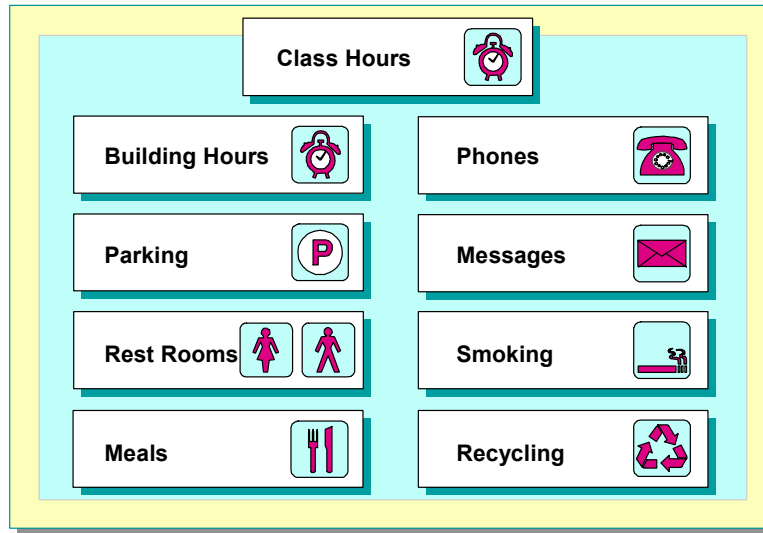 Class Hours
Building Hours
Phones
Parking
P
Messages
Rest Rooms
Smoking
Meals
Recycling